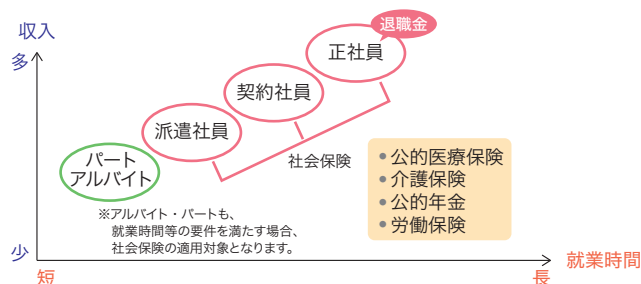 収入
多
退職金
正社員
契約社員
派遣社員
パート
アルバイト
社会保険
●公的医療保険
●介護保険
●公的年金
●労働保険
※アルバイト・パートも、
就業時間等の要件を満たす場合、
社会保険の適用対象となります。
少
短
長
就業時間